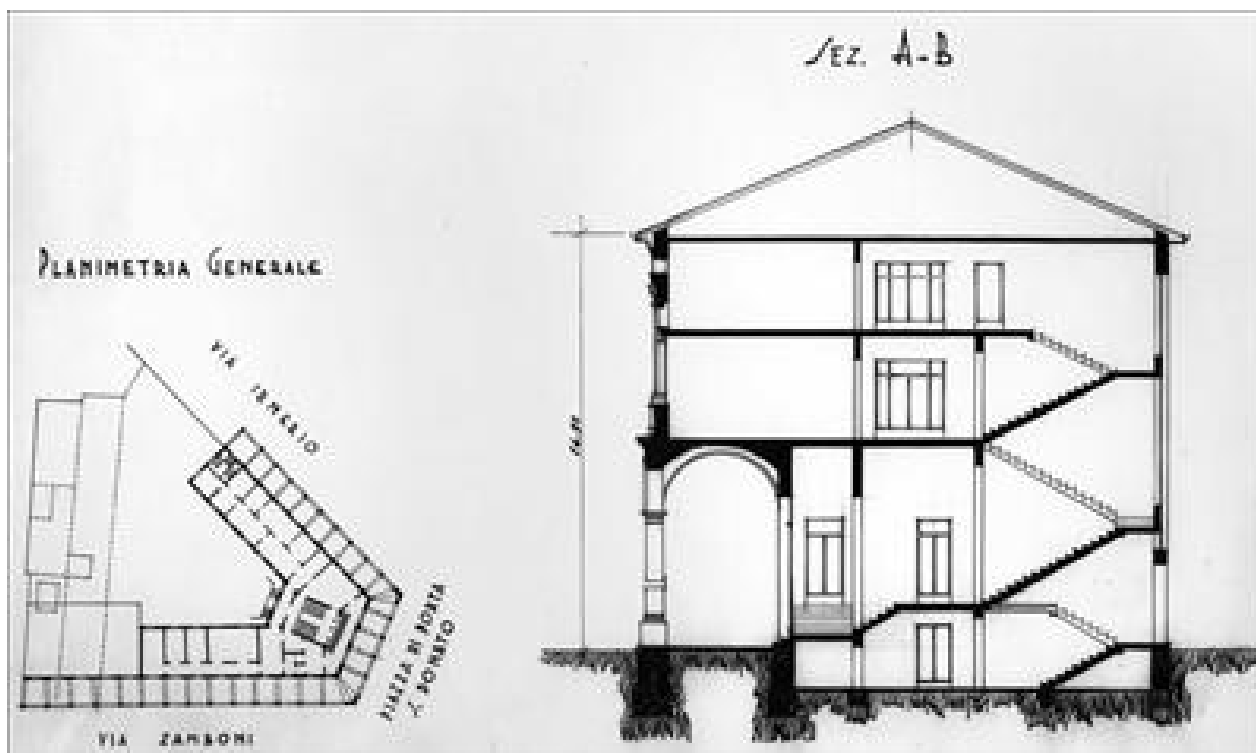 SEZ. A-B
PLANIMETRIA GENERALE
VIA IRNERIO
PIAZZA DI PORTA
S. DONATO
VIA ZAMBONI